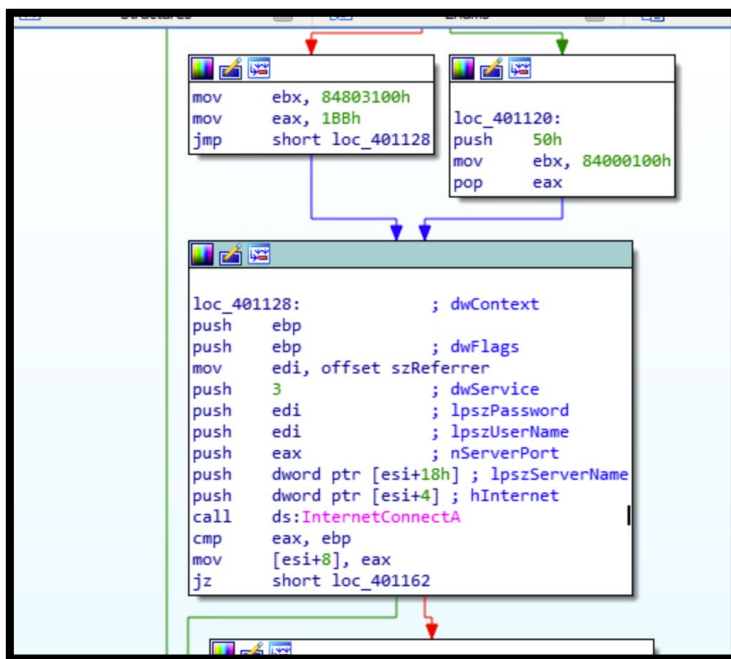 Structures
Enums
mov ebx, 84803100h
mov eax, 1BBh
jmp short loc_401128
loc_401120:
push 50h
mov ebx, 84000100h
pop eax
loc_401128: ; dwContext
push ebp
push ebp ; dwFlags
mov edi, offset szReferrer
push 3 ; dwService
push edi ; lpszPassword
push edi ; lpszUserName
push eax ; nServerPort
push dword ptr [esi+18h] ; lpszServerName
push dword ptr [esi+4] ; hInternet
call ds:InternetConnectA
cmp eax, ebp
mov [esi+8], eax
jz short loc_401162